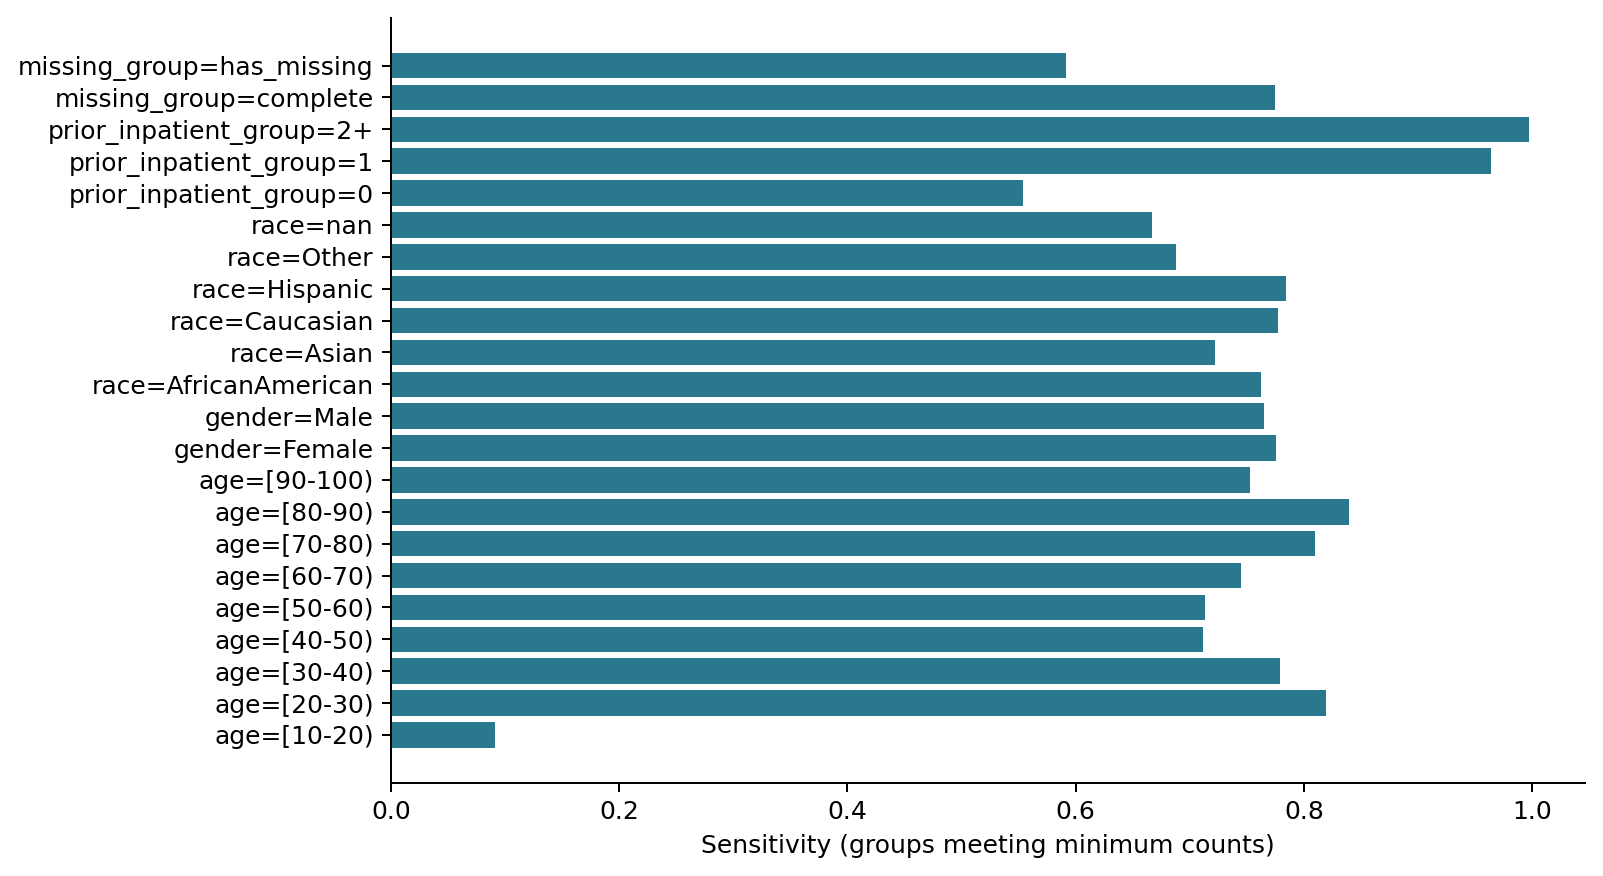 missing_group=has_missing
missing_group=complete
prior_inpatient_group=2+
prior_inpatient_group=1
prior_inpatient_group=0
race=nan
race=Other
race=Hispanic
race=Caucasian
race=Asian
race=AfricanAmerican
gender=Male
gender=Female
age=[90-100)
age=[80-90)
age=[70-80)
age=[60-70)
age=[50-60)
age=[40-50)
age=[30-40)
age=[20-30)
age=[10-20)
0.0 0.2 0.4 0.6 0.8 1.0
Sensitivity (groups meeting minimum counts)